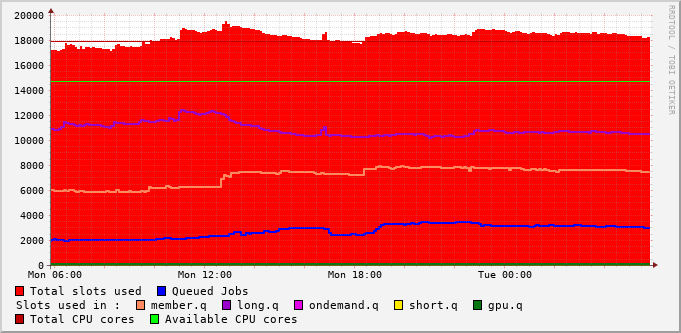 20000
18000
16000
14000
12000
10000
8000
6000
4000
2000
0
Mon 06:00 Mon 12:00 Mon 18:00 Tue 00:00
RRDTOOL / TOBI OETIKER
Total slots used Queued Jobs
Slots used in : member.q long.q ondemand.q short.q gpu.q
Total CPU cores Available CPU cores